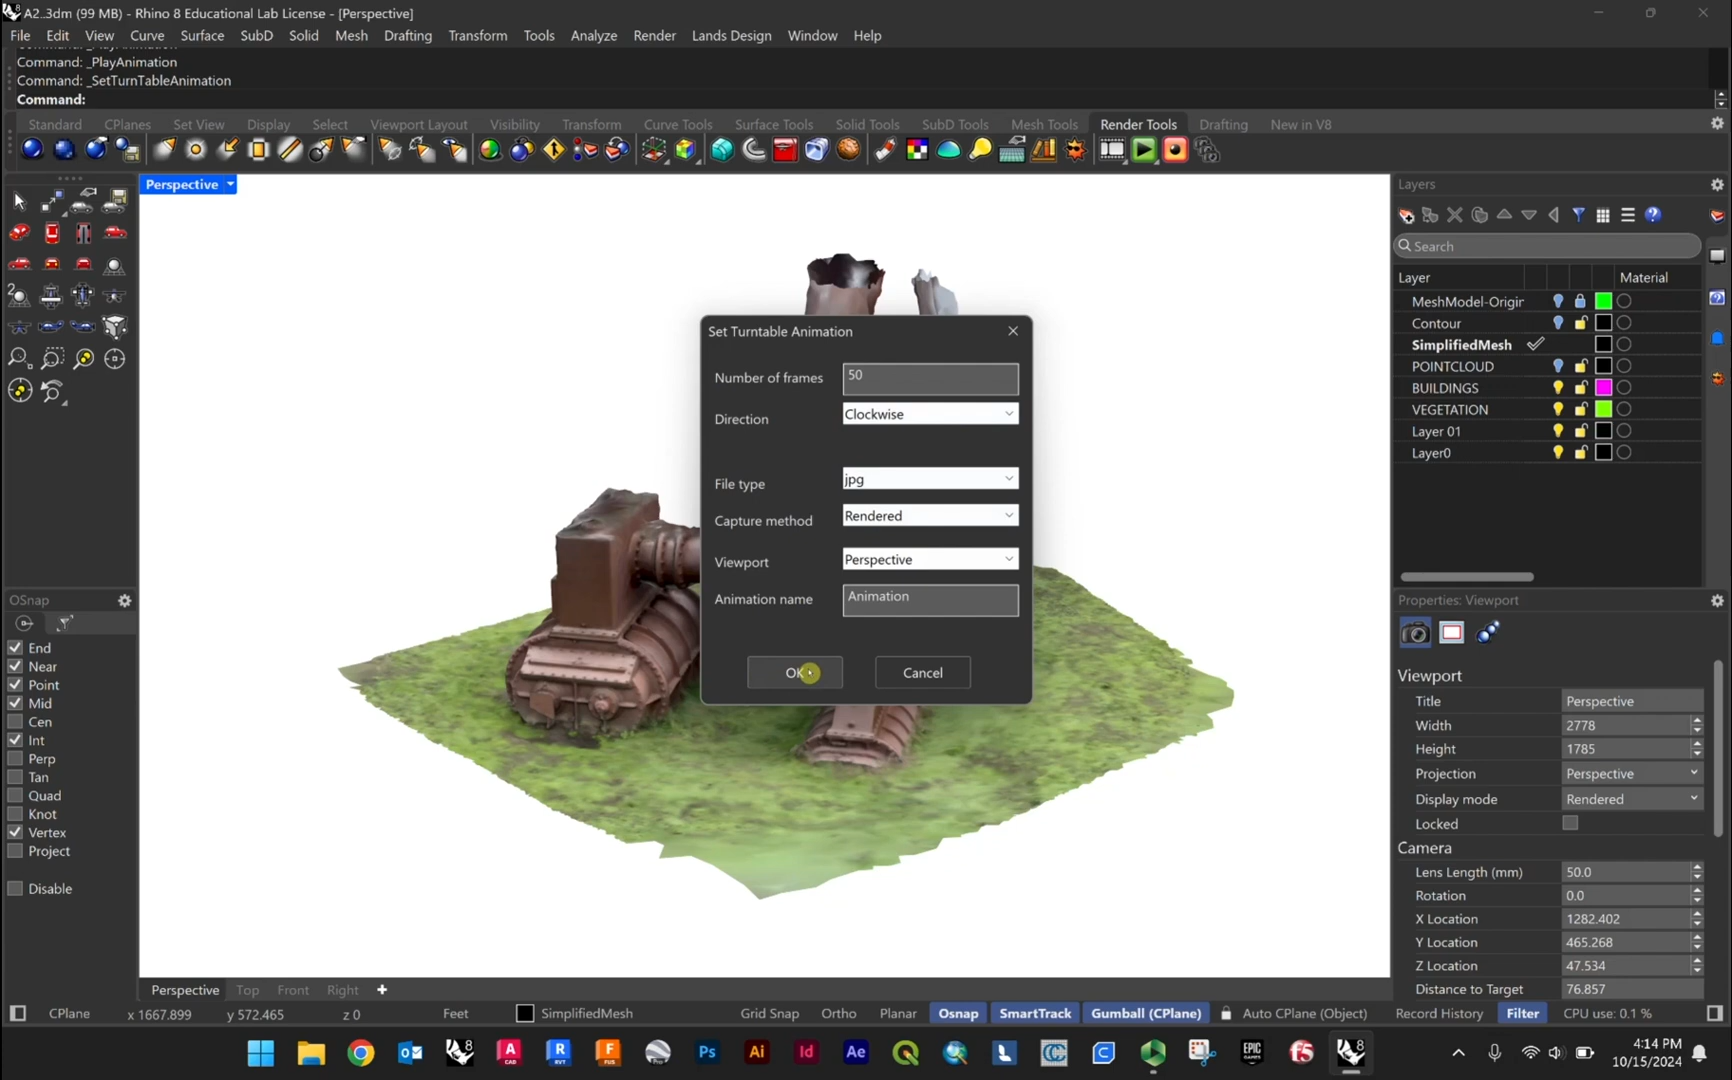 A2..3dm (99 MB) - Rhino 8 Educational Lab License - [Perspective]
File Edit View Curve Surface SubD Solid Mesh Drafting Transform Tools Analyze Render Lands Design Window Help
Command: _PlayAnimation
Command: _SetTurnTableAnimation
Command:
Standard CPlanes Set View Display Select Viewport Layout Visibility Transform Curve Tools Surface Tools Solid Tools SubD Tools Mesh Tools Render Tools Drafting New in V8
Perspective
Layers
Search
Layer Material
MeshModel-Origir
Contour
SimplifiedMesh
POINTCLOUD
BUILDINGS
VEGETATION
Layer 01
Layer0
Set Turntable Animation
Number of frames 50
Direction Clockwise
File type jpg
Capture method Rendered
Viewport Perspective
Animation name Animation
OK Cancel
OSnap
End
Near
Point
Mid
Cen
Int
Perp
Tan
Quad
Knot
Vertex
Project
Disable
Properties: Viewport
Viewport
Title Perspective
Width 2778
Height 1785
Projection Perspective
Display mode Rendered
Locked
Camera
Lens Length (mm) 50.0
Rotation 0.0
X Location 1282.402
Y Location 465.268
Z Location 47.534
Distance to Target 76.857
Perspective Top Front Right
CPlane x 1667.899 y 572.465 z 0 Feet SimplifiedMesh Grid Snap Ortho Planar Osnap SmartTrack Gumball (CPlane) Auto CPlane (Object) Record History Filter CPU use: 0.1 %
4:14 PM
10/15/2024